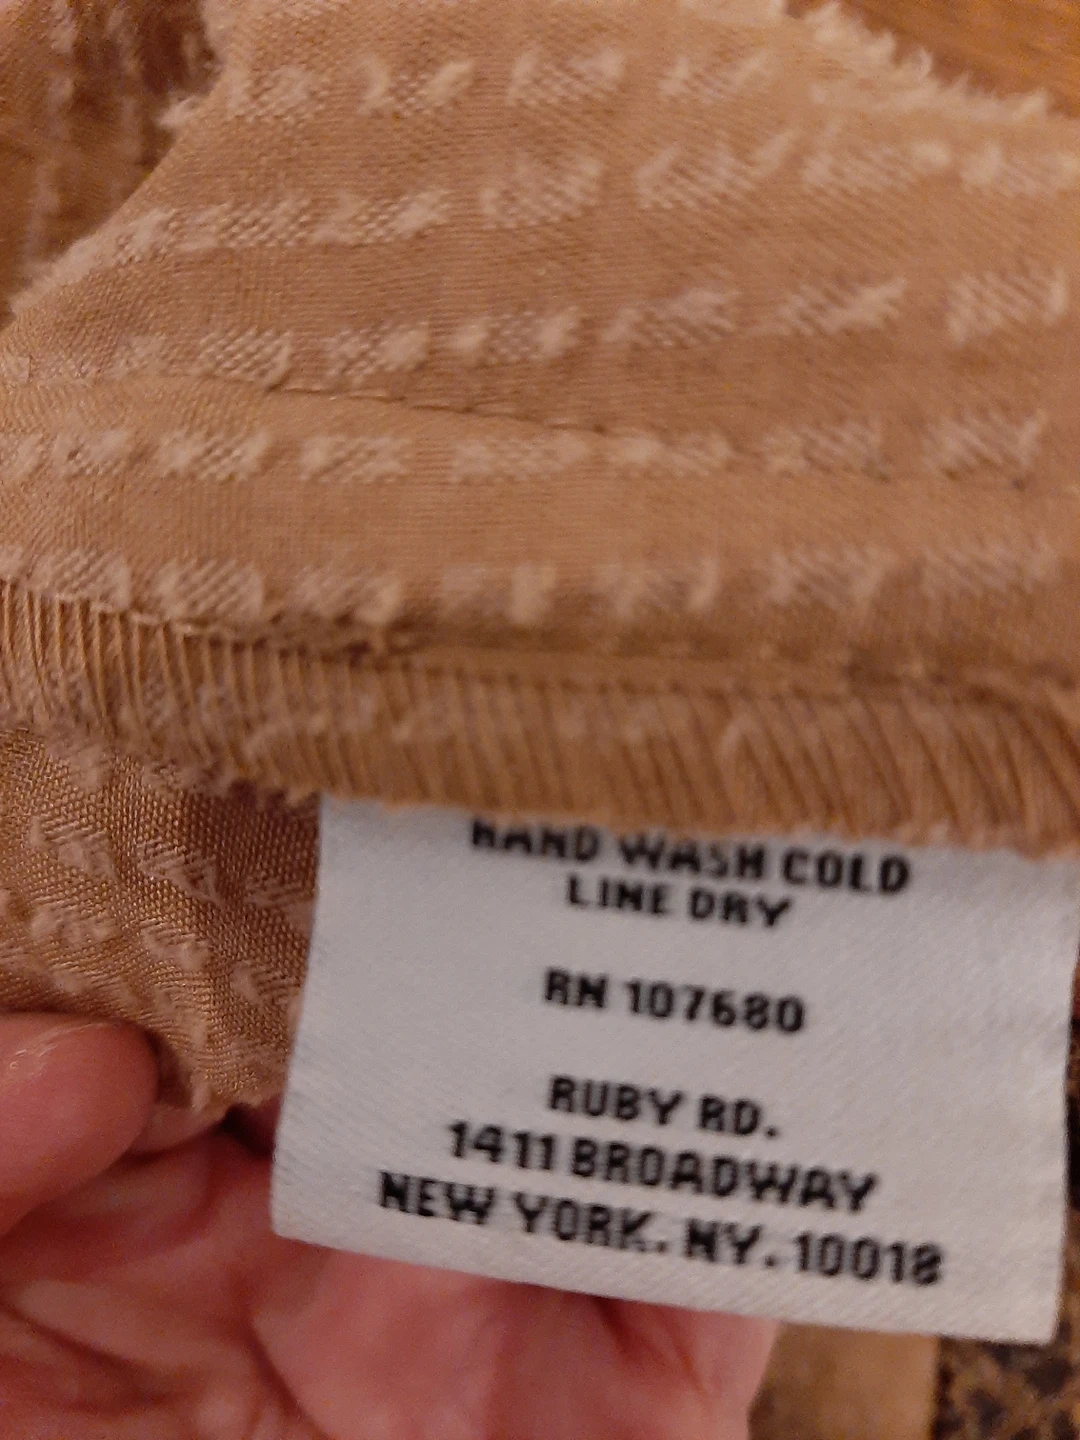 HAND WASH COLD
LINE DRY
RN 107680
RUBY RD.
1411 BROADWAY
NEW YORK. NY. 10018